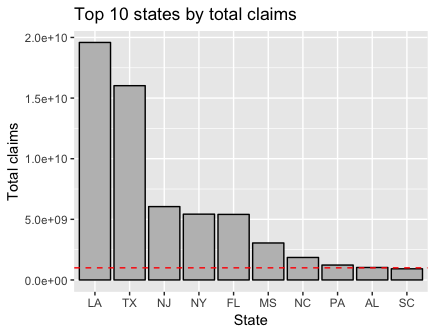 Top 10 states by total claims
2.0e+10
1.5e+10
1.0e+10
5.0e+09
0.0e+00
Total claims
LA TX NJ NY FL MS NC PA AL SC
State